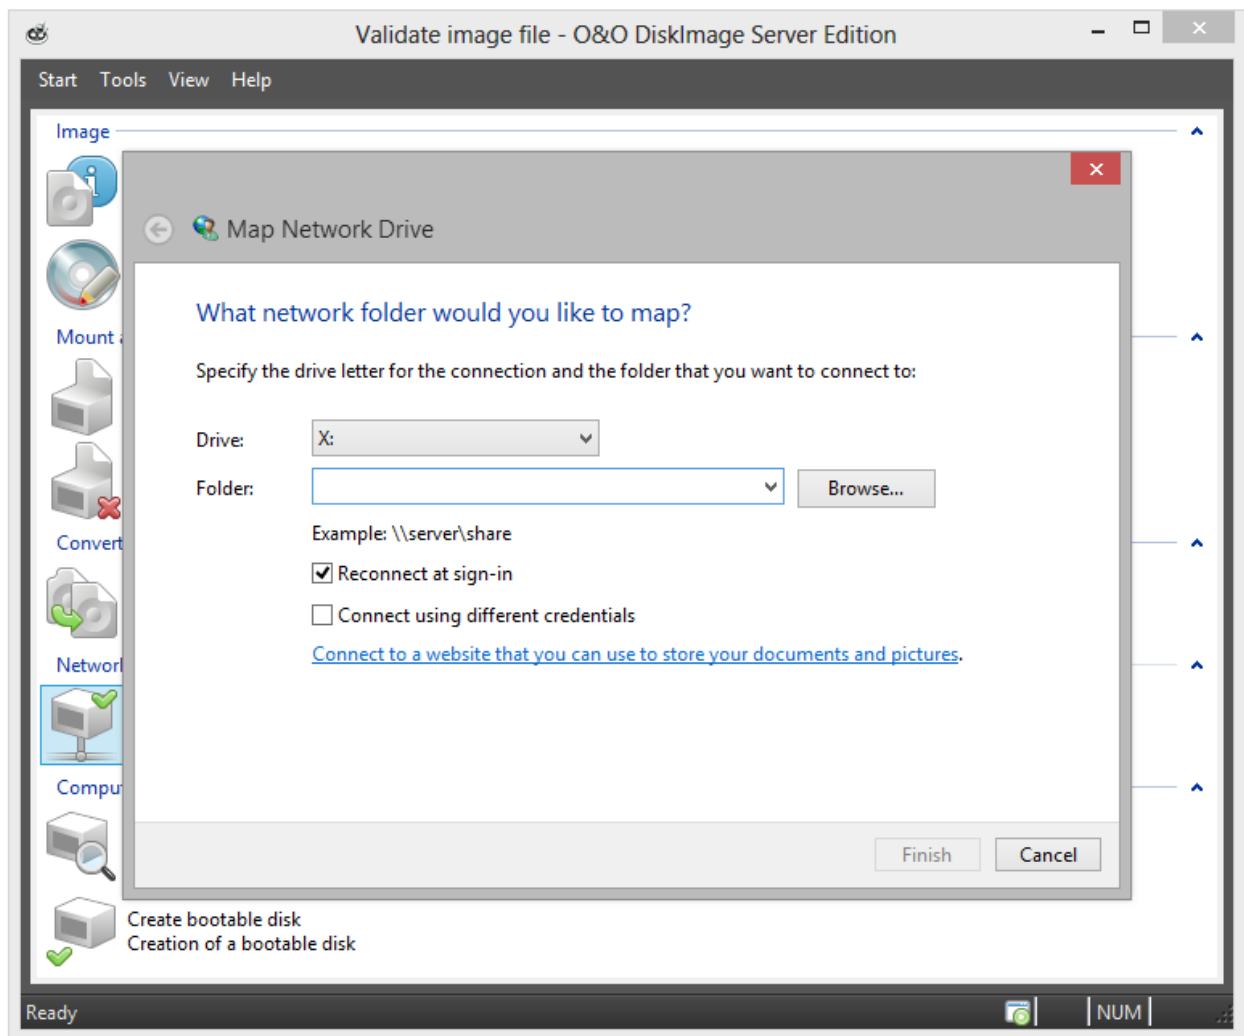 Validate image file - O&O DiskImage Server Edition
Start Tools View Help
Image
Map Network Drive
What network folder would you like to map?
Mount
Specify the drive letter for the connection and the folder that you want to connect to:
Drive: X:
Folder: Browse...
Example: \\server\share
Convert
Reconnect at sign-in
Connect using different credentials
Connect to a website that you can use to store your documents and pictures.
Network
Comput
Finish Cancel
Create bootable disk
Creation of a bootable disk
Ready NUM